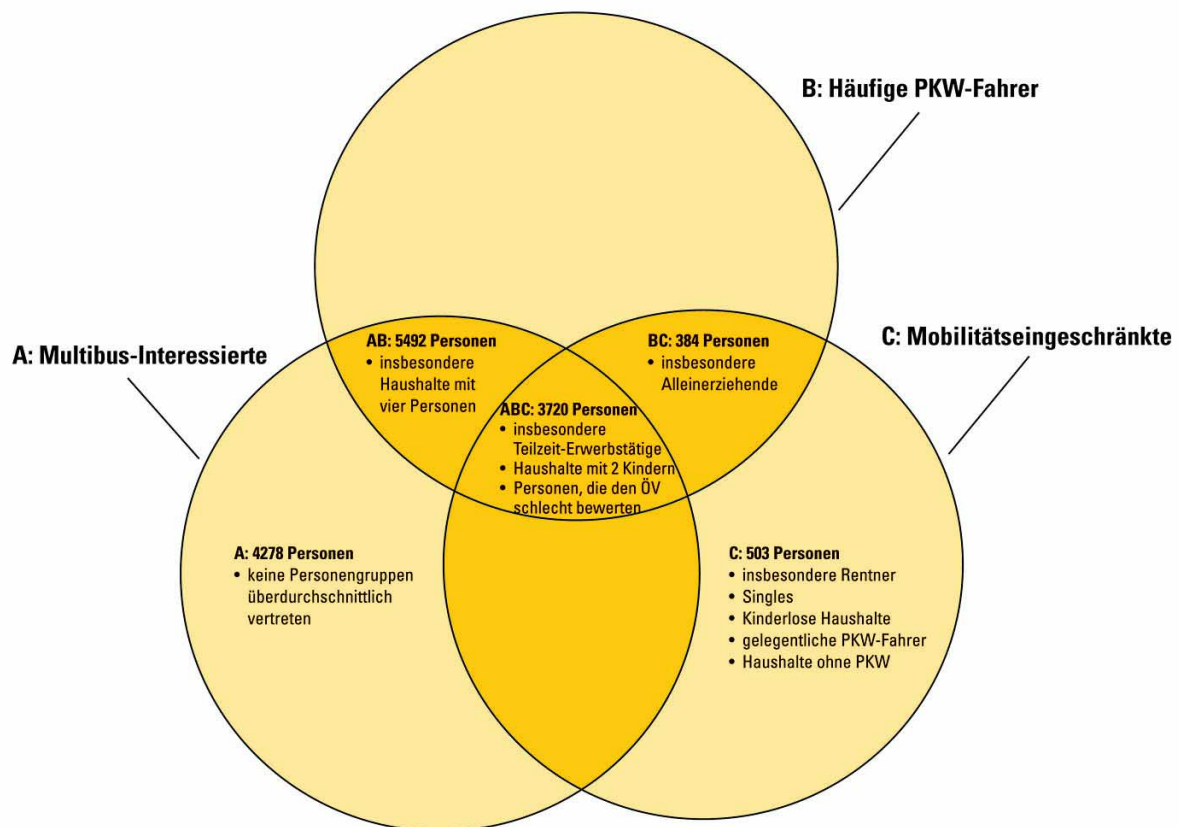 B: Häufige PKW-Fahrer
A: Multibus-Interessierte
C: Mobilitätseingeschränkte
AB: 5492 Personen
• insbesondere
Haushalte mit
vier Personen
BC: 384 Personen
• insbesondere
Alleinerziehende
ABC: 3720 Personen
• insbesondere
Teilzeit-Erwerbstätige
• Haushalte mit 2 Kindern
• Personen, die den ÖV
schlecht bewerten
A: 4278 Personen
• keine Personengruppen
überdurchschnittlich
vertreten
C: 503 Personen
• insbesondere Rentner
• Singles
• Kinderlose Haushalte
• gelegentliche PKW-Fahrer
• Haushalte ohne PKW